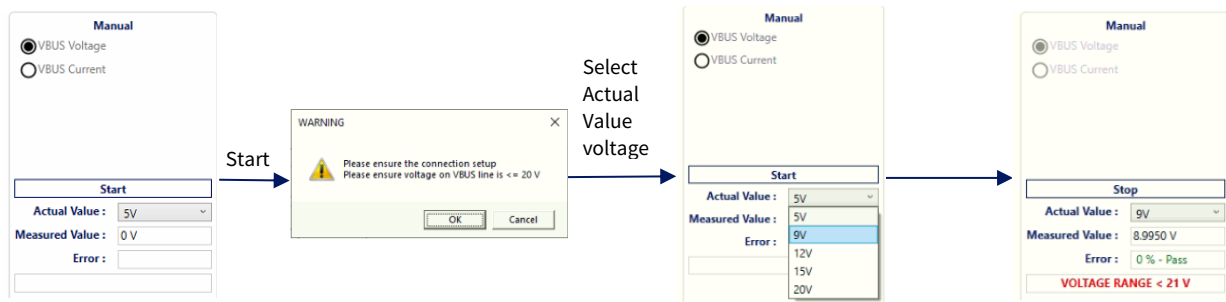 Manual
VBUS Voltage
VBUS Current
Start
Actual Value :
5V
Measured Value :
0 V
Error :
Start
WARNING
Please ensure the connection setup
Please ensure voltage on VBUS line is <= 20 V
OK
Cancel
Select
Actual
Value
voltage
Manual
VBUS Voltage
VBUS Current
Start
Actual Value :
5V
Measured Value :
5V
9V
Error :
12V
15V
20V
Manual
VBUS Voltage
VBUS Current
Stop
Actual Value :
9V
Measured Value :
8.9950 V
Error :
0 % - Pass
VOLTAGE RANGE < 21 V